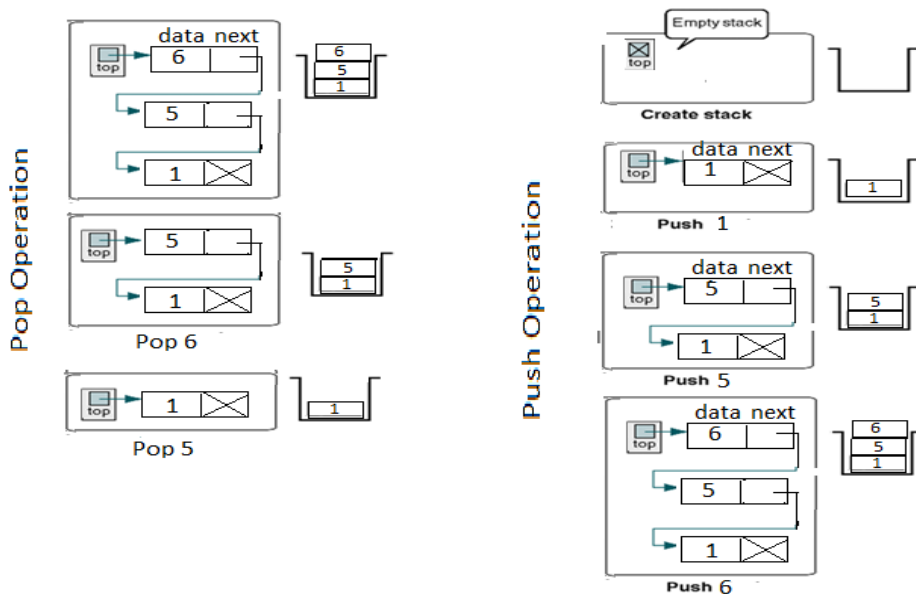 Pop Operation
data next
top
6
5
1
6
5
1
top
5
1
5
1
Pop 6
top
1
1
Pop 5
Push Operation
Empty stack
top
Create stack
data next
top
1
1
Push 1
data next
top
5
1
5
1
Push 5
data next
top
6
5
1
6
5
1
Push 6